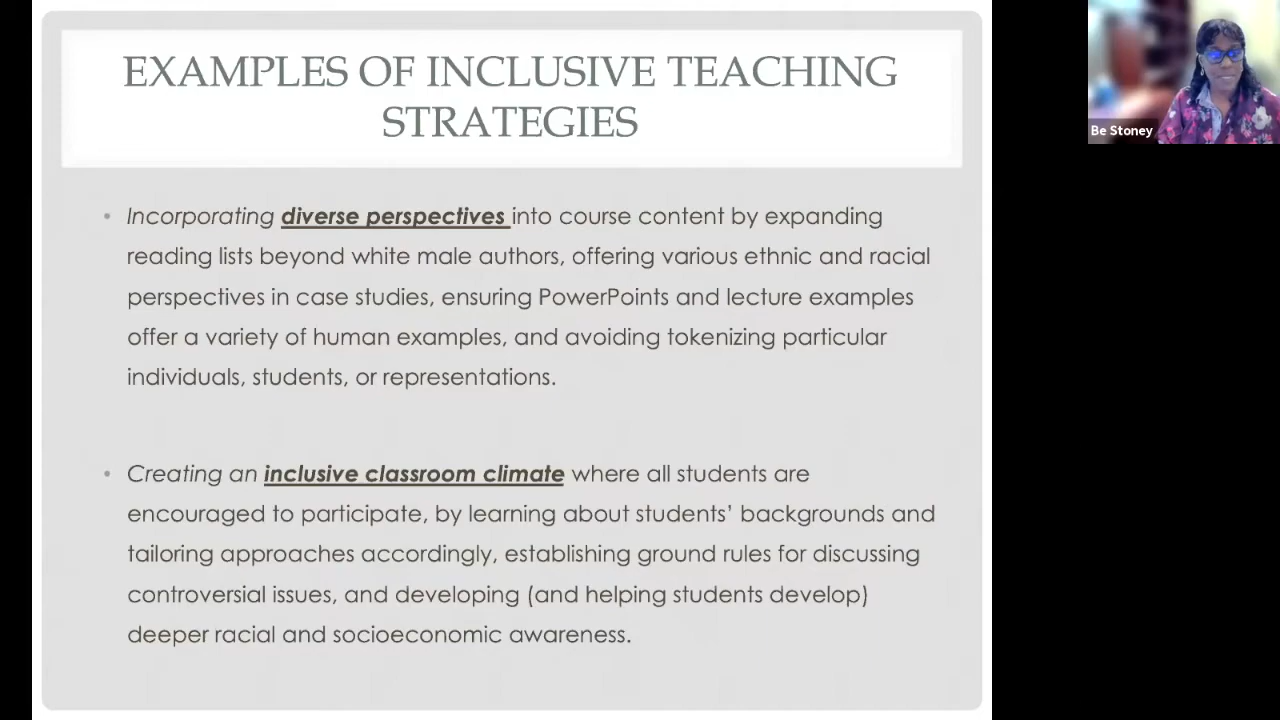 EXAMPLES OF INCLUSIVE TEACHING
STRATEGIES
• Incorporating diverse perspectives into course content by expanding
reading lists beyond white male authors, offering various ethnic and racial
perspectives in case studies, ensuring PowerPoints and lecture examples
offer a variety of human examples, and avoiding tokenizing particular
individuals, students, or representations.
• Creating an inclusive classroom climate where all students are
encouraged to participate, by learning about students’ backgrounds and
tailoring approaches accordingly, establishing ground rules for discussing
controversial issues, and developing (and helping students develop)
deeper racial and socioeconomic awareness.
Be Stoney